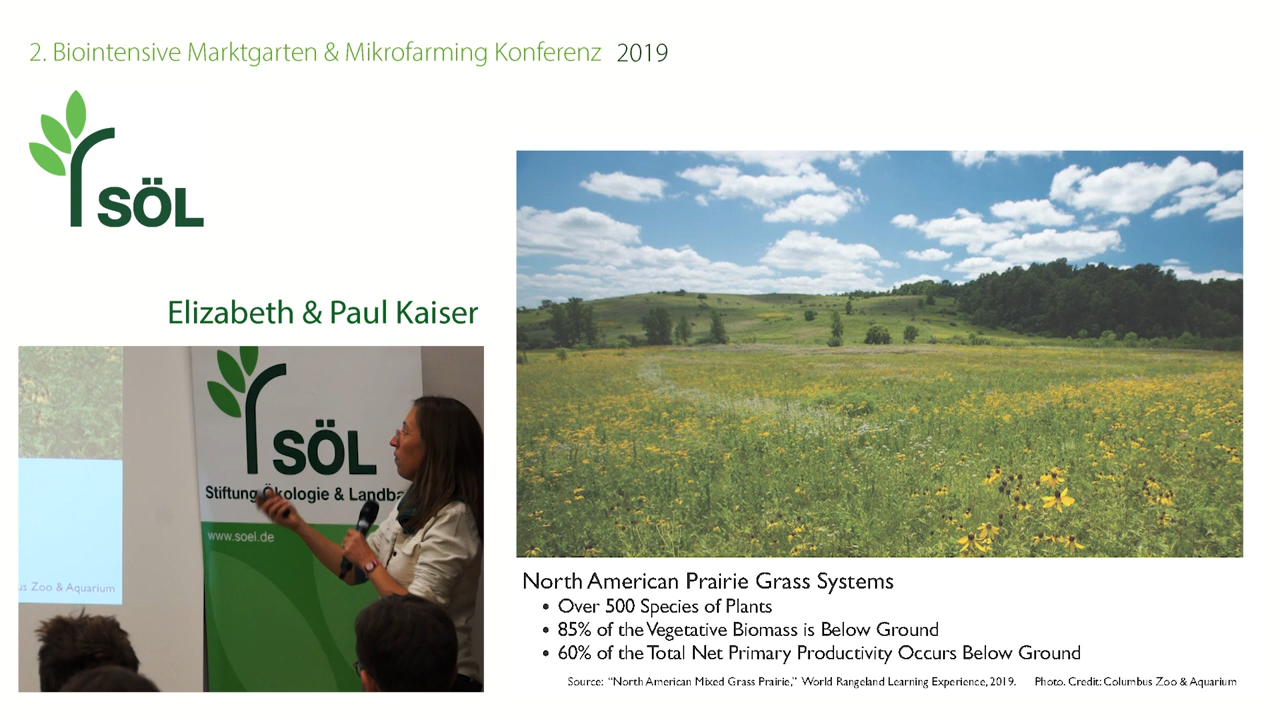 2. Biointensive Marktgarten & Mikrofarming Konferenz 2019
SÖL
Elizabeth & Paul Kaiser
SÖL
Stiftung Ökologie & Landba
www.soel.de
us Zoo & Aquarium
North American Prairie Grass Systems
• Over 500 Species of Plants
• 85% of the Vegetative Biomass is Below Ground
• 60% of the Total Net Primary Productivity Occurs Below Ground
Source: "North American Mixed Grass Prairie," World Rangeland Learning Experience, 2019. Photo. Credit: Columbus Zoo & Aquarium